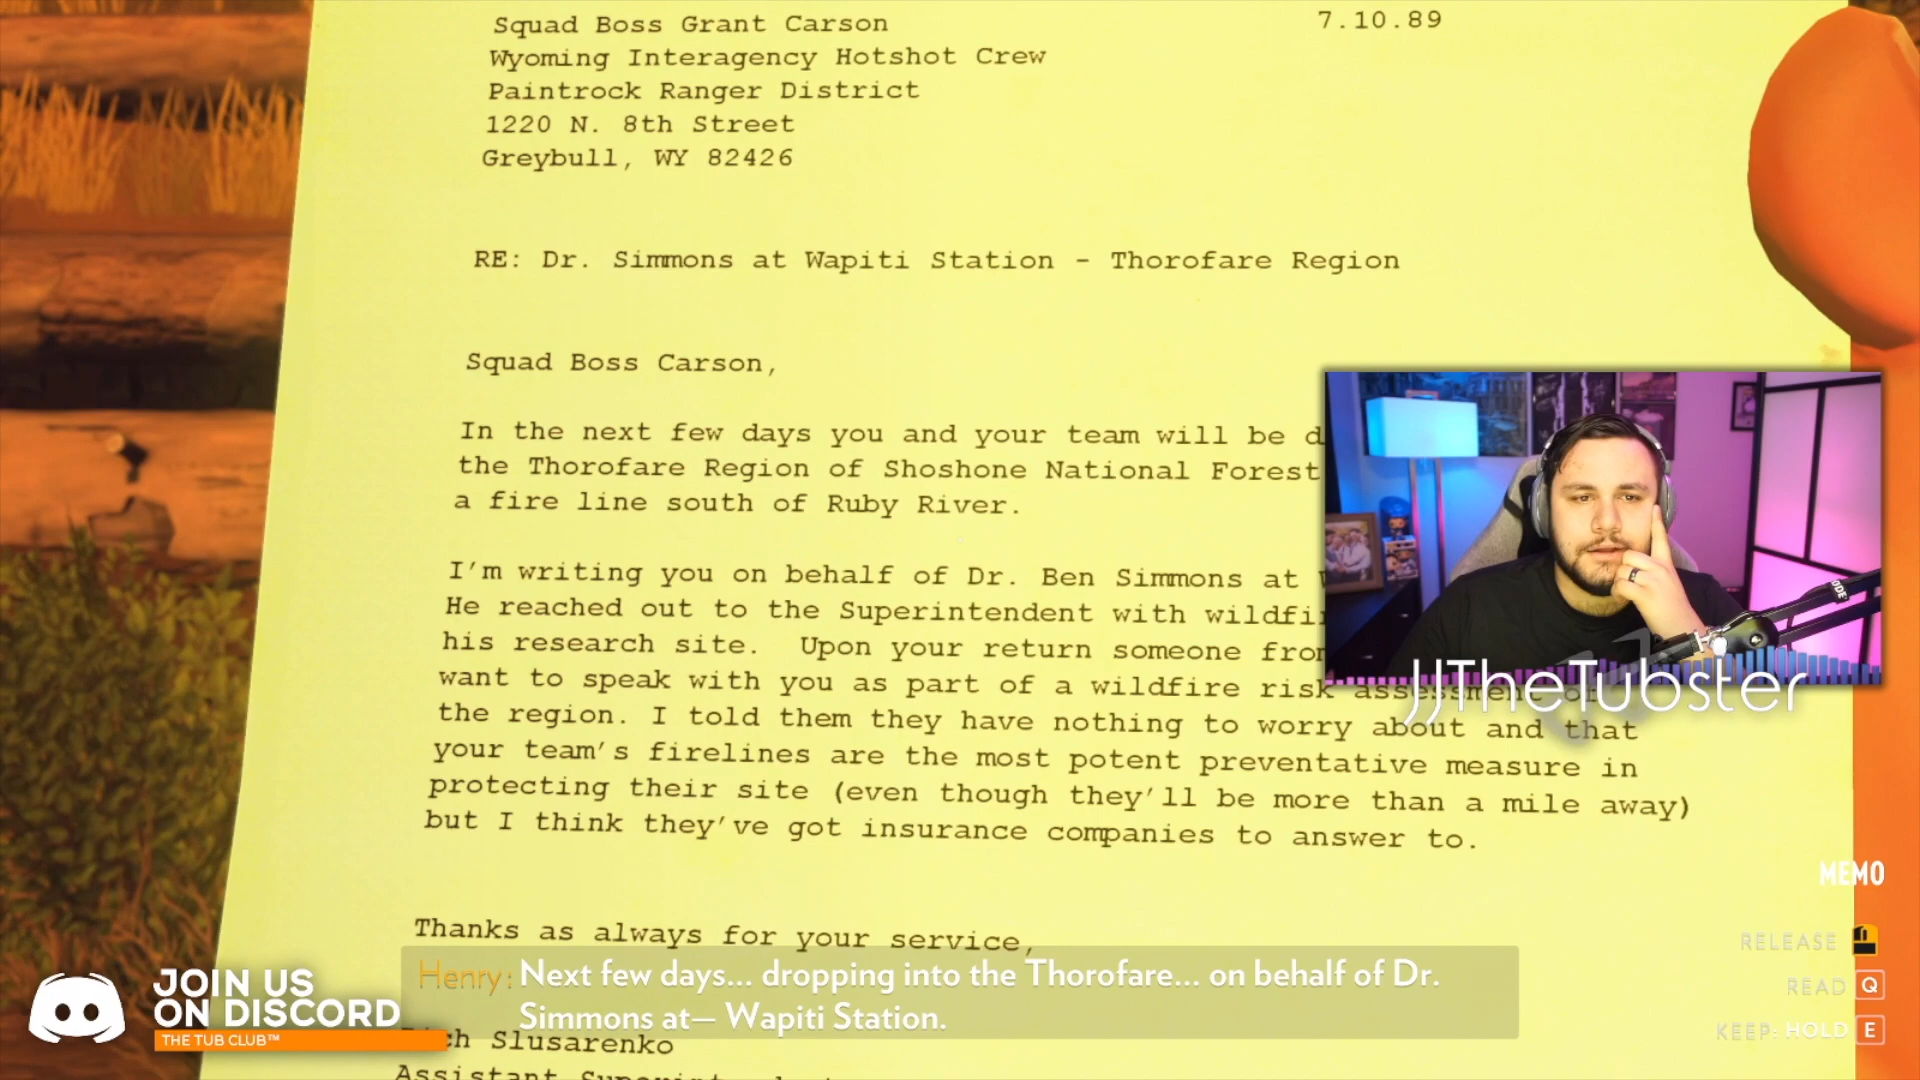 Squad Boss Grant Carson 7.10.89
Wyoming Interagency Hotshot Crew
Paintrock Ranger District
1220 N. 8th Street
Greybull, WY 82426
RE: Dr. Simmons at Wapiti Station - Thorofare Region
Squad Boss Carson,
In the next few days you and your team will be
the Thorofare Region of Shoshone National Forest
a fire line south of Ruby River.
I'm writing you on behalf of Dr. Ben Simmons at
He reached out to the Superintendent with
his research site. Upon your return someone
want to speak with you as part of a wildfire risk assessment
the region. I told them they have nothing to worry about and that
your team's firelines are the most potent preventative measure in
protecting their site (even though they'll be more than a mile away)
but I think they've got insurance companies to answer to.
Thanks as always for your service,
Slusarenko
Assistant
JJTheTubster
MEMO
RELEASE
READ Q
KEEP: HOLD E
Henry: Next few days... dropping into the Thorofare... on behalf of Dr.
Simmons at— Wapiti Station.
JOIN US
ON DISCORD
THE TUB CLUB™